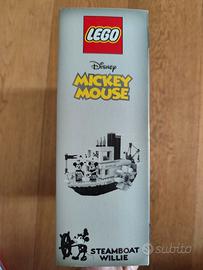 LEGO
Disney
MICKEY
MOUSE
STEAMBOAT
WILLIE
subito